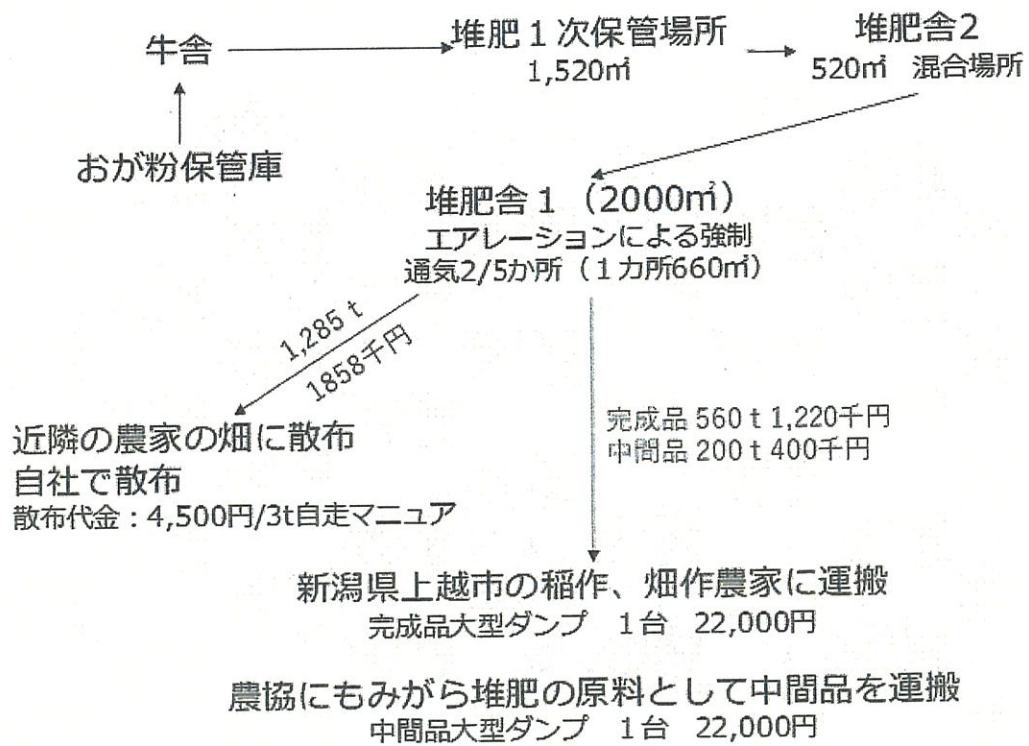 牛舎
堆肥1次保管場所
1,520㎡
堆肥舎2
520㎡ 混合場所
おが粉保管庫
堆肥舎1（2000㎡）
エアレーションによる強制
通気2/5か所（1カ所660㎡）
1,285ｔ
1858千円
近隣の農家の畑に散布
自社で散布
散布代金：4,500円/3t自走マニュア
完成品 560ｔ1,220千円
中間品 200ｔ400千円
新潟県上越市の稲作、畑作農家に運搬
完成品大型ダンプ 1台 22,000円
農協にもみがら堆肥の原料として中間品を運搬
中間品大型ダンプ 1台 22,000円